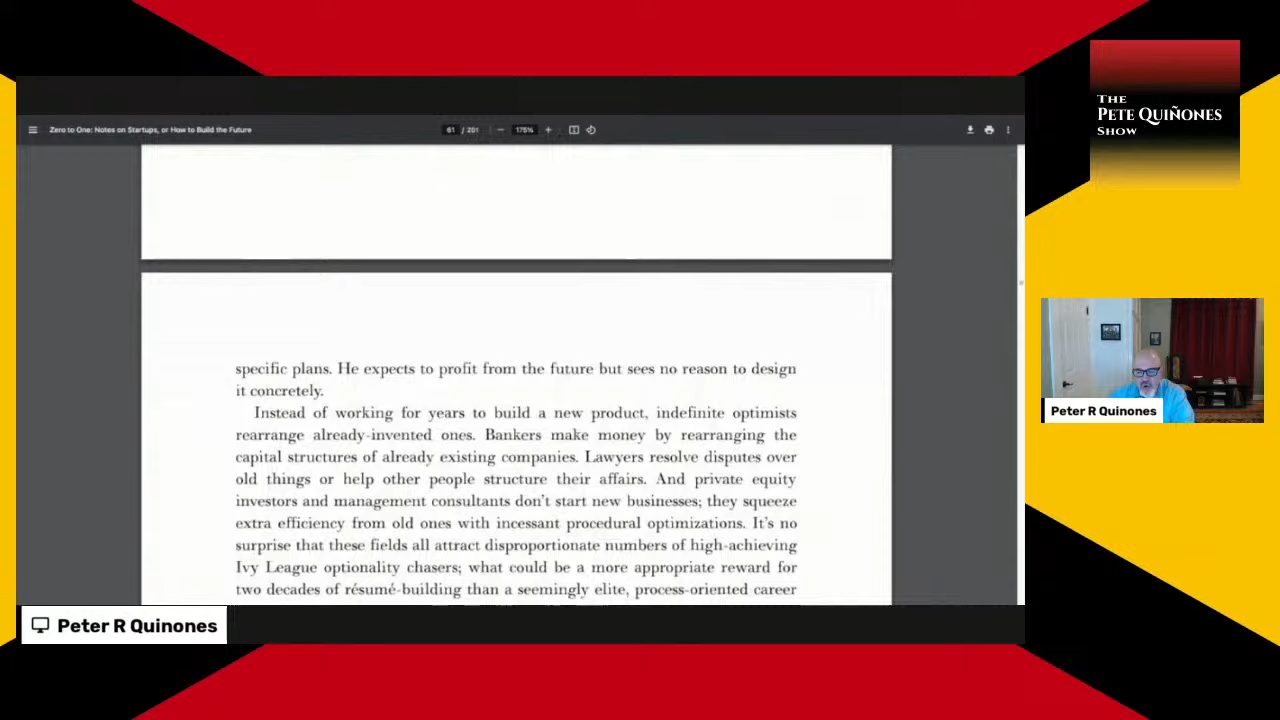 THE
PETE QUIÑONES
SHOW
Zero to One: Notes on Startups, or How to Build the Future
61 / 201
175%
specific plans. He expects to profit from the future but sees no reason to design
it concretely.
Instead of working for years to build a new product, indefinite optimists
rearrange already-invented ones. Bankers make money by rearranging the
capital structures of already existing companies. Lawyers resolve disputes over
old things or help other people structure their affairs. And private equity
investors and management consultants don't start new businesses; they squeeze
extra efficiency from old ones with incessant procedural optimizations. It's no
surprise that these fields all attract disproportionate numbers of high-achieving
Ivy League optionality chasers; what could be a more appropriate reward for
two decades of résumé-building than a seemingly elite, process-oriented career
Peter R Quinones
Peter R Quinones